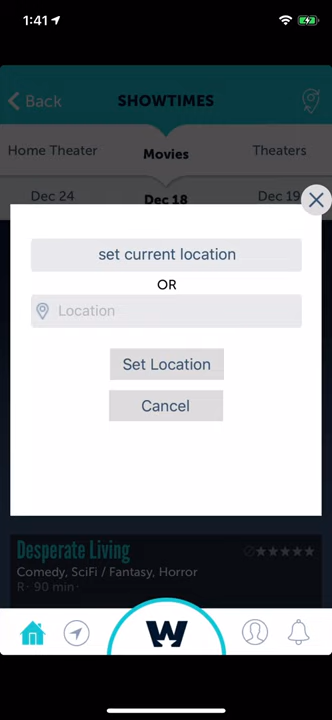 1:41
Back
SHOWTIMES
Home Theater
Movies
Theaters
Dec 24
Dec 18
Dec 19
set current location
OR
Location
Set Location
Cancel
Desperate Living
Comedy, SciFi / Fantasy, Horror
R· 90 min·
W